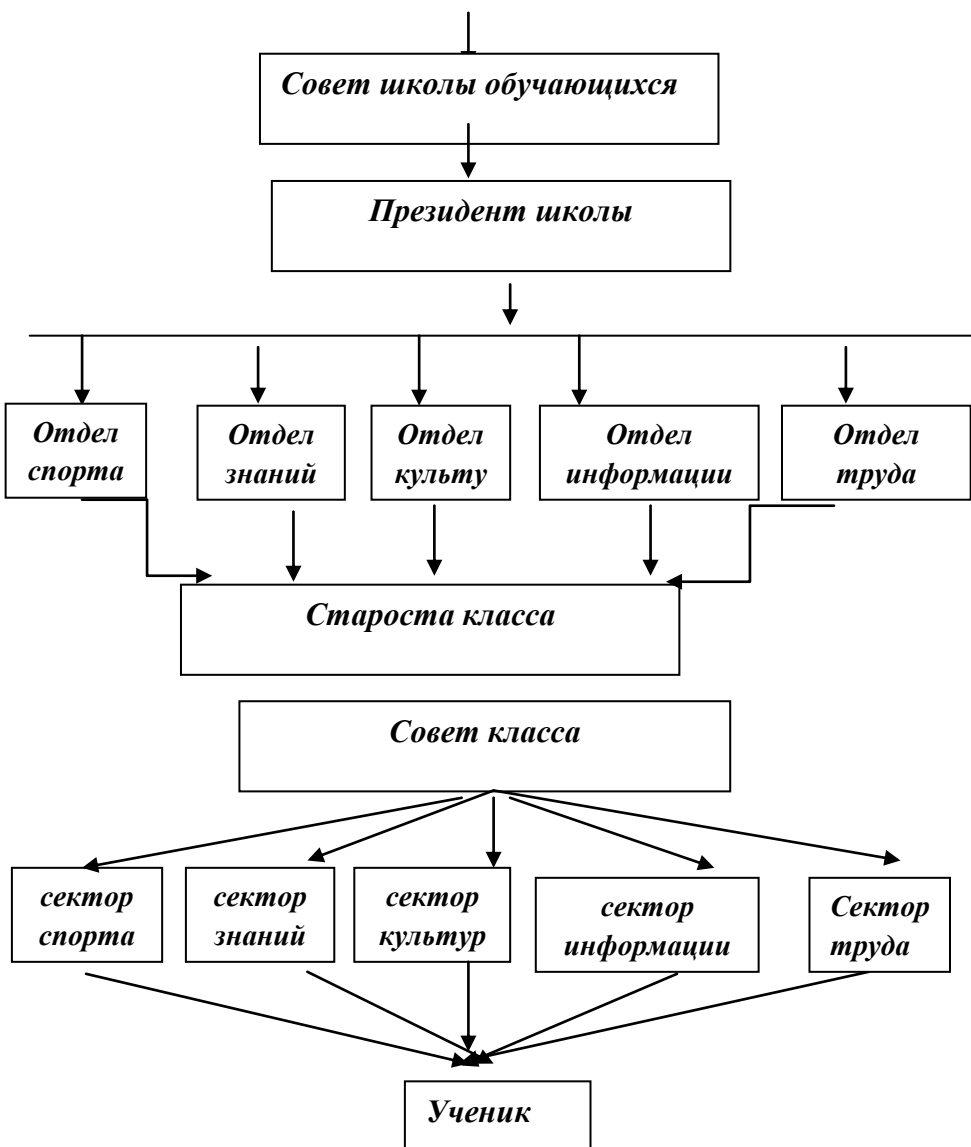 Совет школы обучающихся
Президент школы
Отдел
спорта
Отдел
знаний
Отдел
культу
Отдел
информации
Отдел
труда
Староста класса
Совет класса
сектор
спорта
сектор
знаний
сектор
культур
сектор
информации
Сектор
труда
Ученик